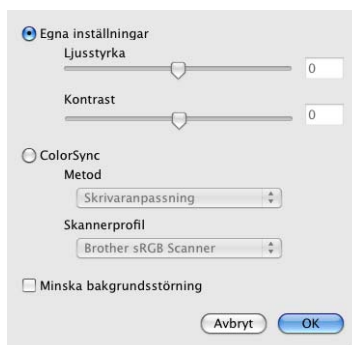 Egna inställningar
Ljusstyrka
0
Kontrast
0
ColorSync
Metod
Skrivaranpassning
Skannerprofil
Brother sRGB Scanner
Minska bakgrundsstörning
Avbryt OK